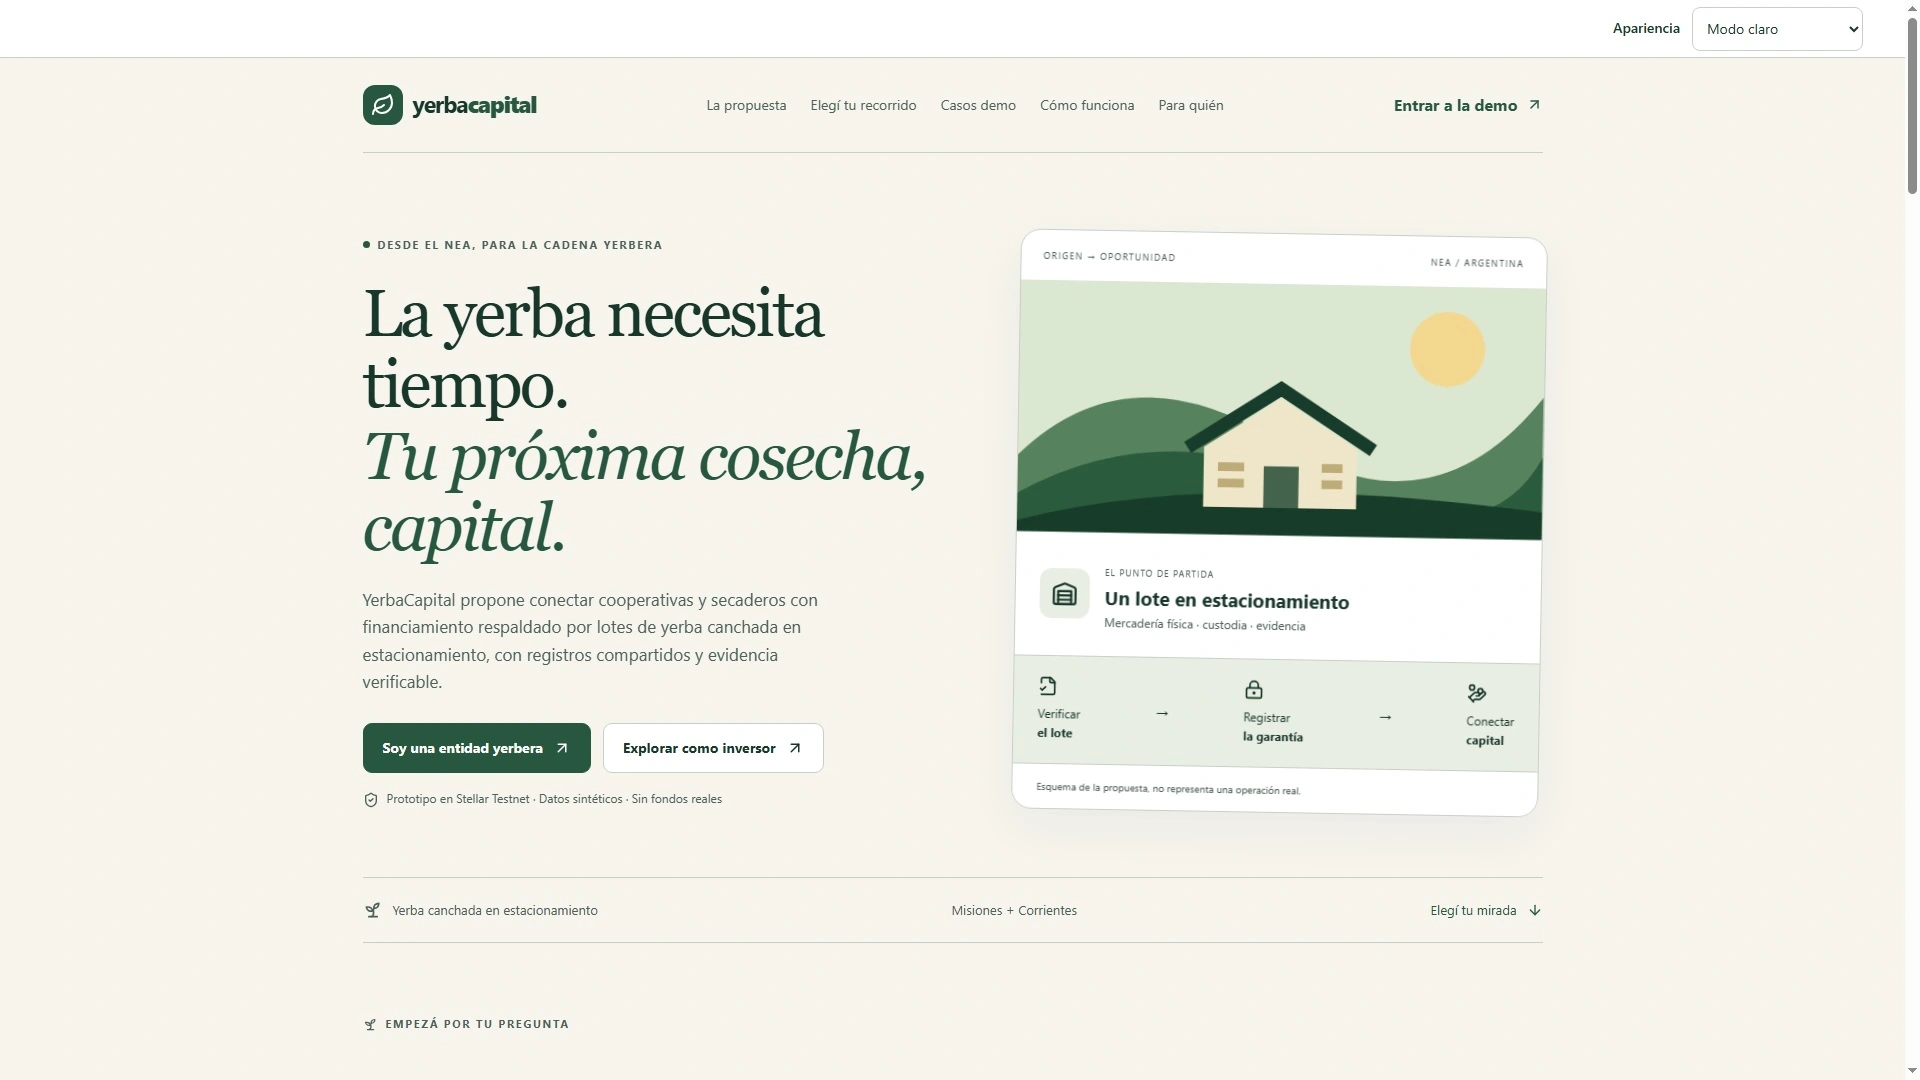 Apariencia
Modo claro
yerbacapital
La propuesta
Elegí tu recorrido
Casos demo
Cómo funciona
Para quién
Entrar a la demo
DESDE EL NEA, PARA LA CADENA YERBERA
La yerba necesita
tiempo.
Tu próxima cosecha,
capital.
YerbaCapital propone conectar cooperativas y secaderos con
financiamiento respaldado por lotes de yerba canchada en
estacionamiento, con registros compartidos y evidencia
verificable.
Soy una entidad yerbera
Explorar como inversor
Prototipo en Stellar Testnet · Datos sintéticos · Sin fondos reales
ORIGEN → OPORTUNIDAD
NEA / ARGENTINA
EL PUNTO DE PARTIDA
Un lote en estacionamiento
Mercadería física · custodia · evidencia
Verificar
el lote
→
Registrar
la garantía
→
Conectar
capital
Esquema de la propuesta, no representa una operación real.
Yerba canchada en estacionamiento
Misiones + Corrientes
Elegí tu mirada
EMPEZÁ POR TU PREGUNTA